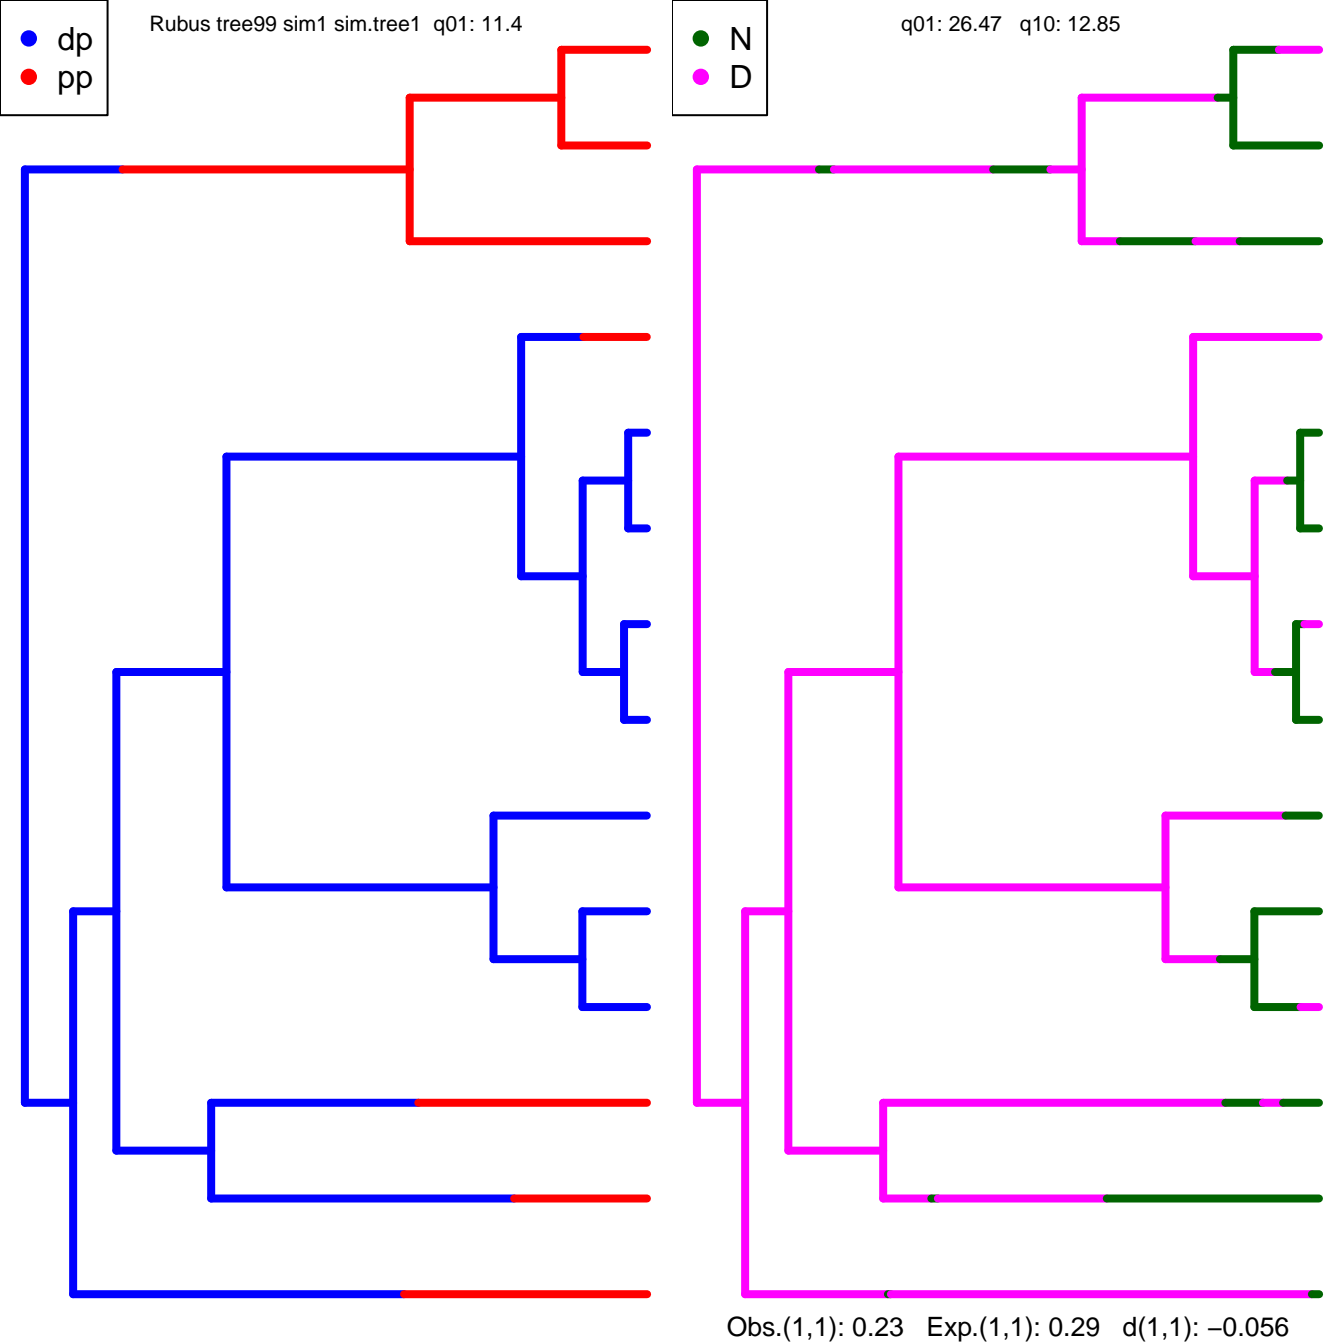 dp
pp
Rubus tree99 sim1 sim.tree1 q01: 11.4
N
D
q01: 26.47 q10: 12.85
Obs.(1,1): 0.23 Exp.(1,1): 0.29 d(1,1): −0.056